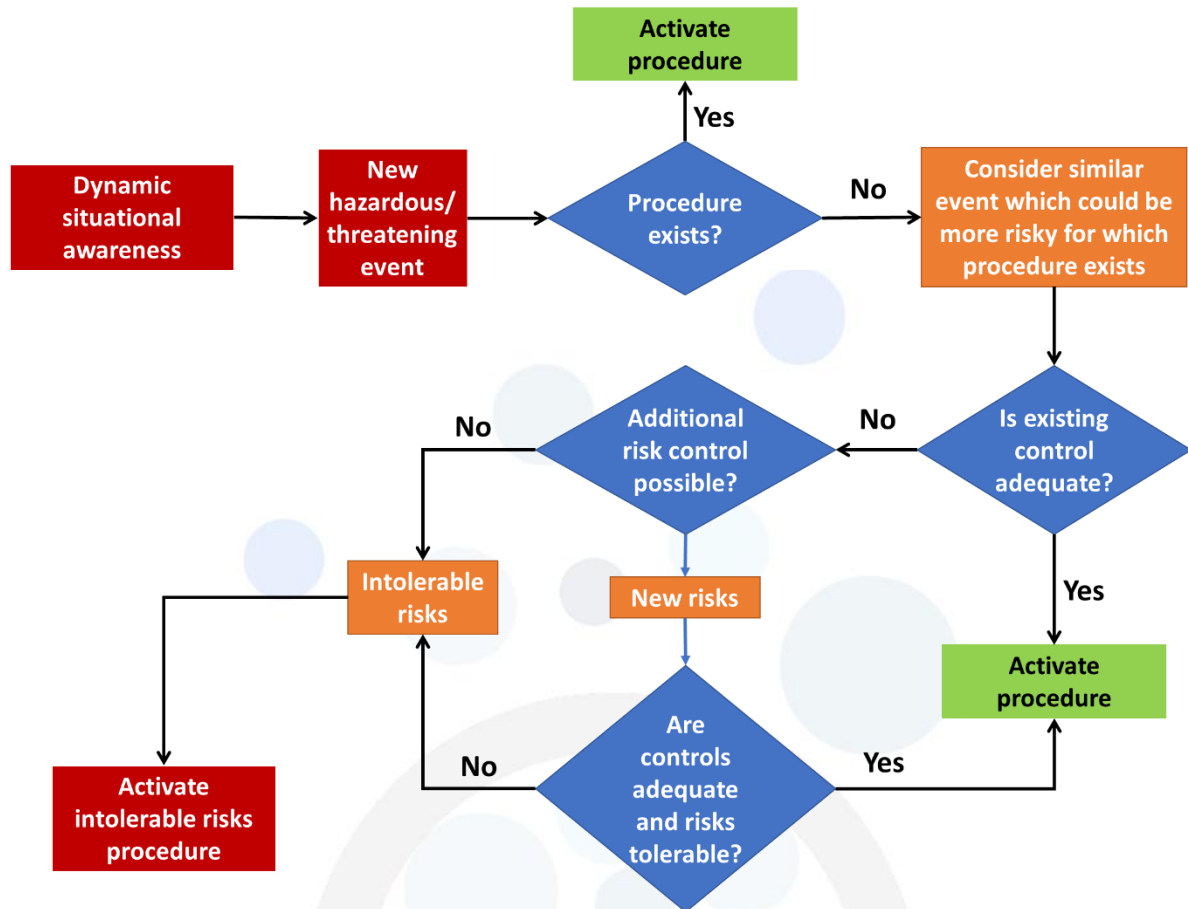 Activate
procedure
Yes
Dynamic
situational
awareness
New
hazardous/
threatening
event
Procedure
exists?
No
Consider similar
event which could be
more risky for which
procedure exists
No
Additional
risk control
possible?
No
Is existing
control
adequate?
Intolerable
risks
New risks
Yes
Activate
procedure
Activate
intolerable risks
procedure
No
Are
controls
adequate
and risks
tolerable?
Yes